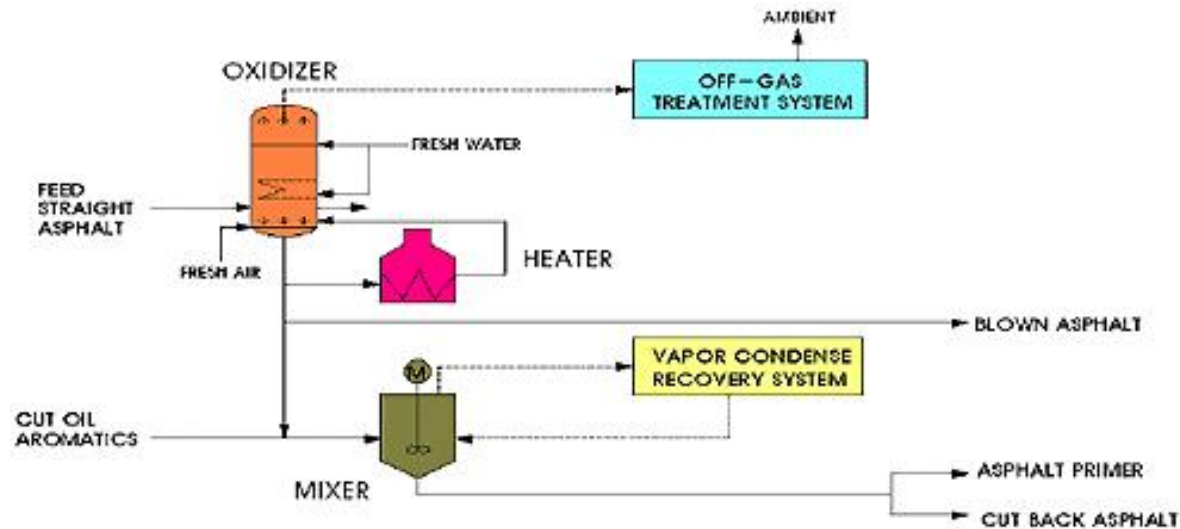 AMBIENT
OXIDIZER
OFF-GAS
TREATMENT SYSTEM
FRESH WATER
FEED
STRAIGHT
ASPHALT
FRESH AIR
HEATER
BLOWN ASPHALT
M
VAPOR CONDENSE
RECOVERY SYSTEM
CUT OIL
AROMATICS
MIXER
ASPHALT PRIMER
CUT BACK ASPHALT